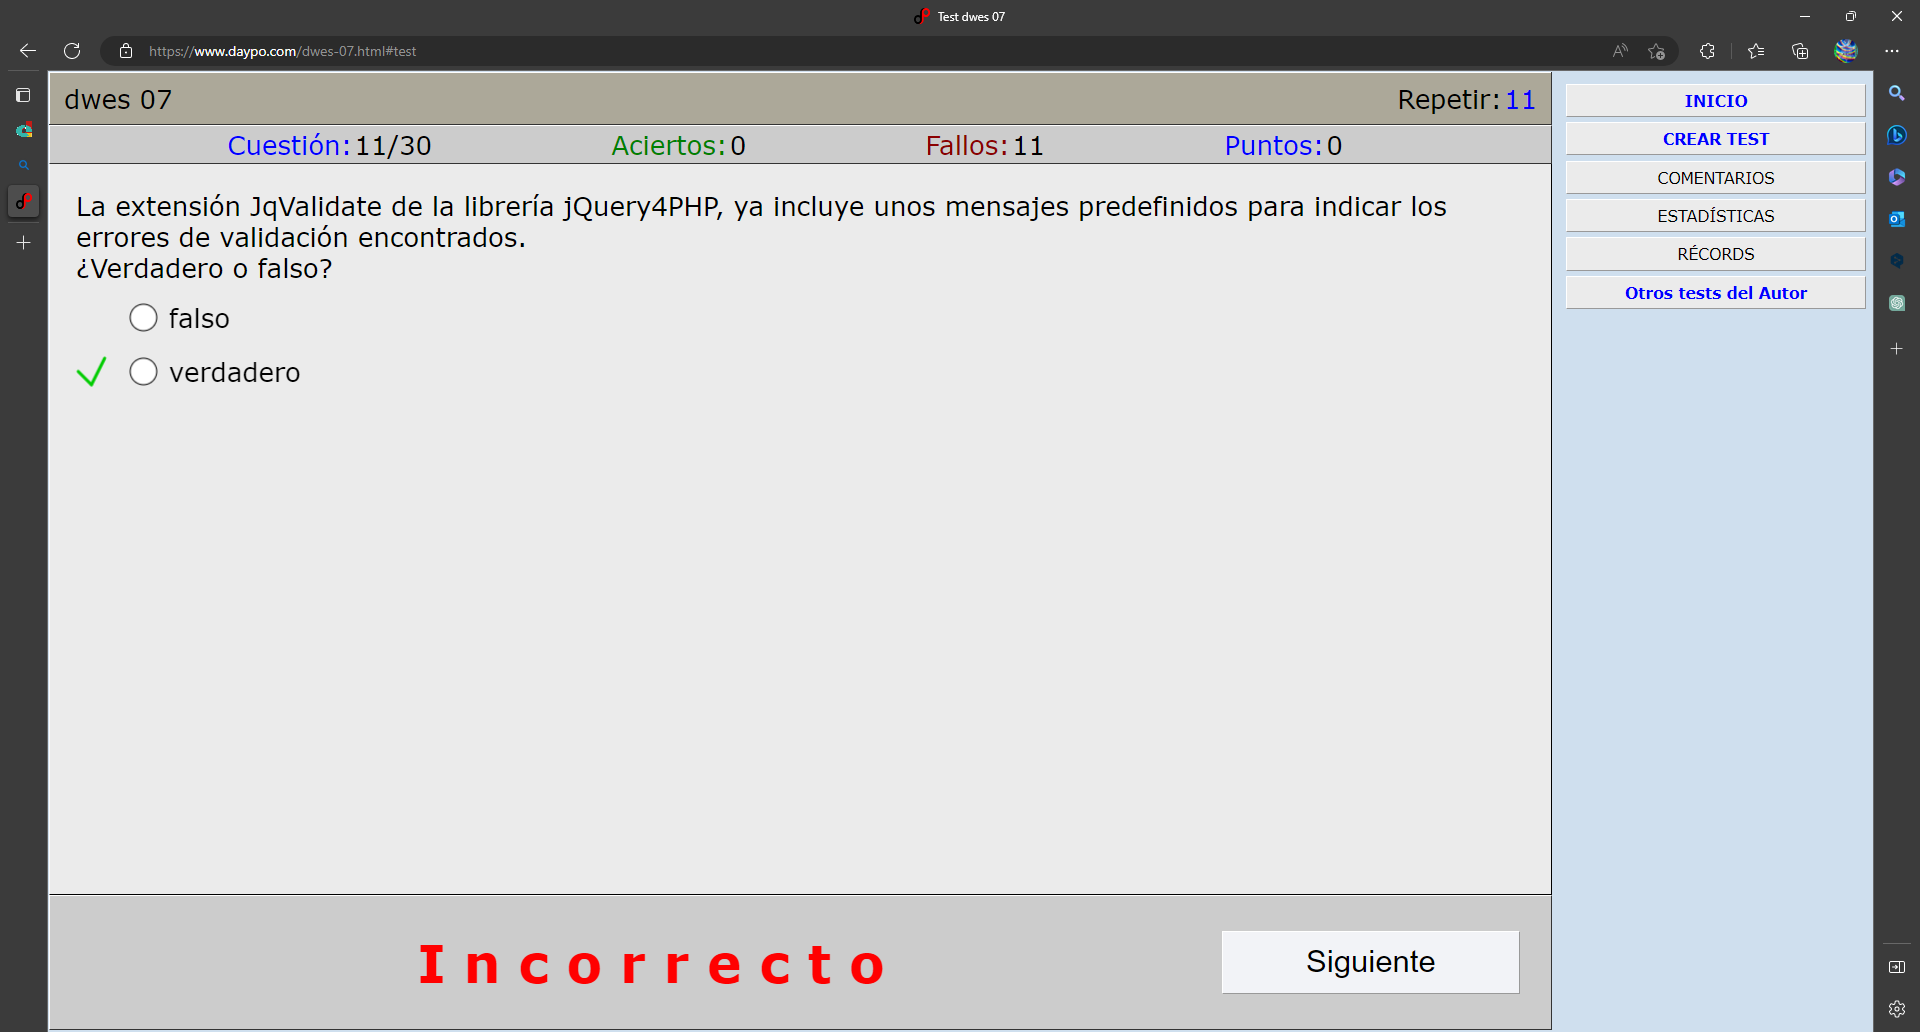 Test dwes 07
https://www.daypo.com/dwes-07.html#test
dwes 07
Repetir: 11
Cuestión: 11/30
Aciertos: 0
Fallos: 11
Puntos: 0
La extensión JqValidate de la librería jQuery4PHP, ya incluye unos mensajes predefinidos para indicar los
errores de validación encontrados.
¿Verdadero o falso?
falso
verdadero
Incorrecto
Siguiente
INICIO
CREAR TEST
COMENTARIOS
ESTADÍSTICAS
RÉCORDS
Otros tests del Autor